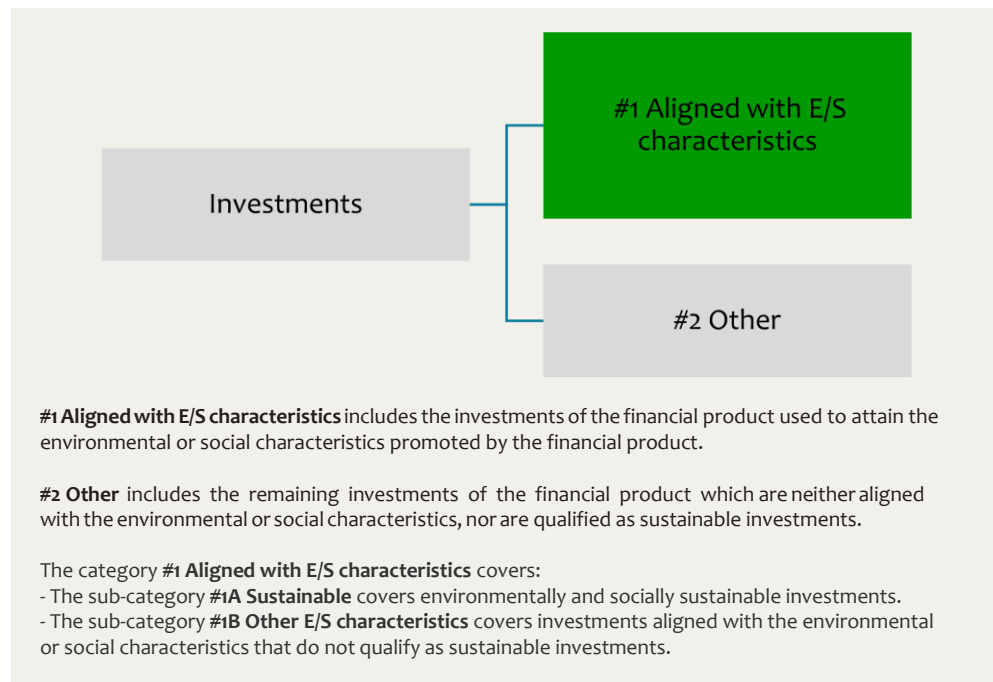 #1 Aligned with E/S
characteristics
Investments
#2 Other
#1 Aligned with E/S characteristics includes the investments of the financial product used to attain the
environmental or social characteristics promoted by the financial product.
#2 Other includes the remaining investments of the financial product which are neither aligned
with the environmental or social characteristics, nor are qualified as sustainable investments.
The category #1 Aligned with E/S characteristics covers:
- The sub-category #1A Sustainable covers environmentally and socially sustainable investments.
- The sub-category #1B Other E/S characteristics covers investments aligned with the environmental
or social characteristics that do not qualify as sustainable investments.